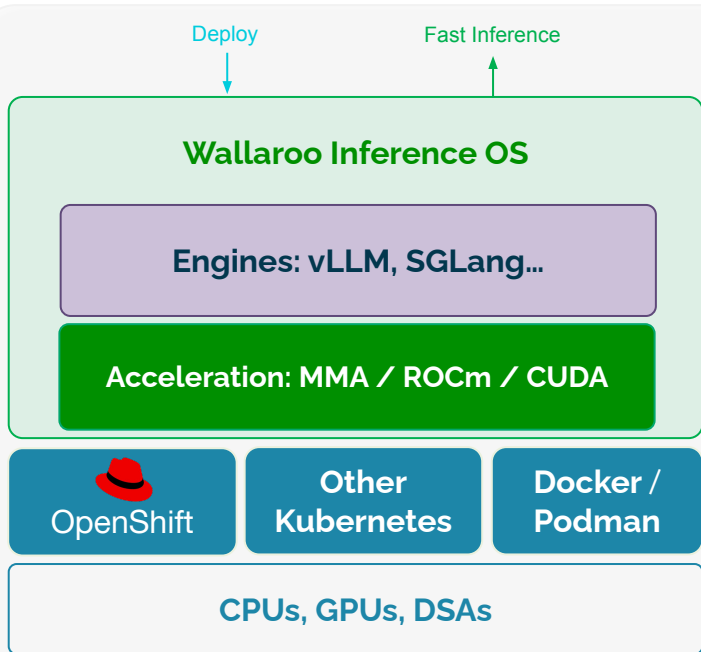 Deploy
Fast Inference
Wallaroo Inference OS
Engines: vLLM, SGLang...
Acceleration: MMA / ROCm / CUDA
OpenShift
Other
Kubernetes
Docker /
Podman
CPUs, GPUs, DSAs